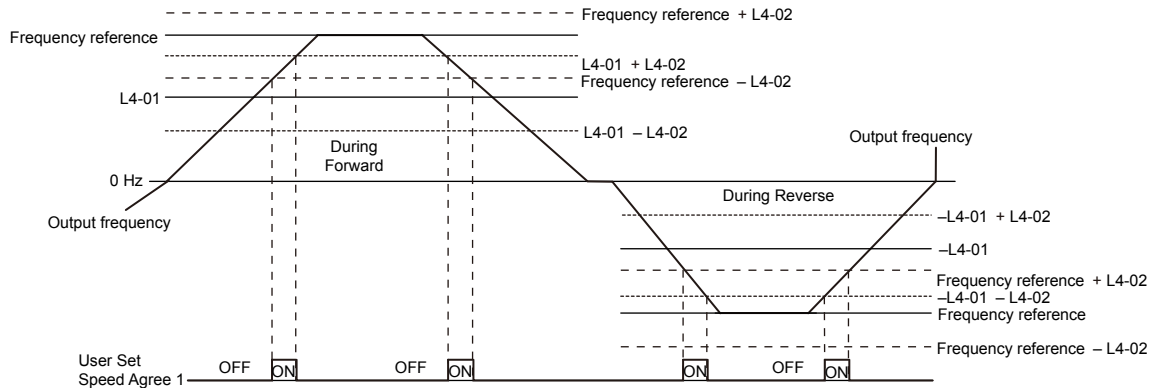 Frequency reference + L4-02
Frequency reference
L4-01 + L4-02
Frequency reference – L4-02
L4-01
L4-01 – L4-02
During
Forward
Output frequency
0 Hz
During Reverse
Output frequency
–L4-01 + L4-02
–L4-01
Frequency reference + L4-02
–L4-01 – L4-02
Frequency reference
Frequency reference – L4-02
User Set
Speed Agree 1
OFF ON OFF ON ON OFF ON